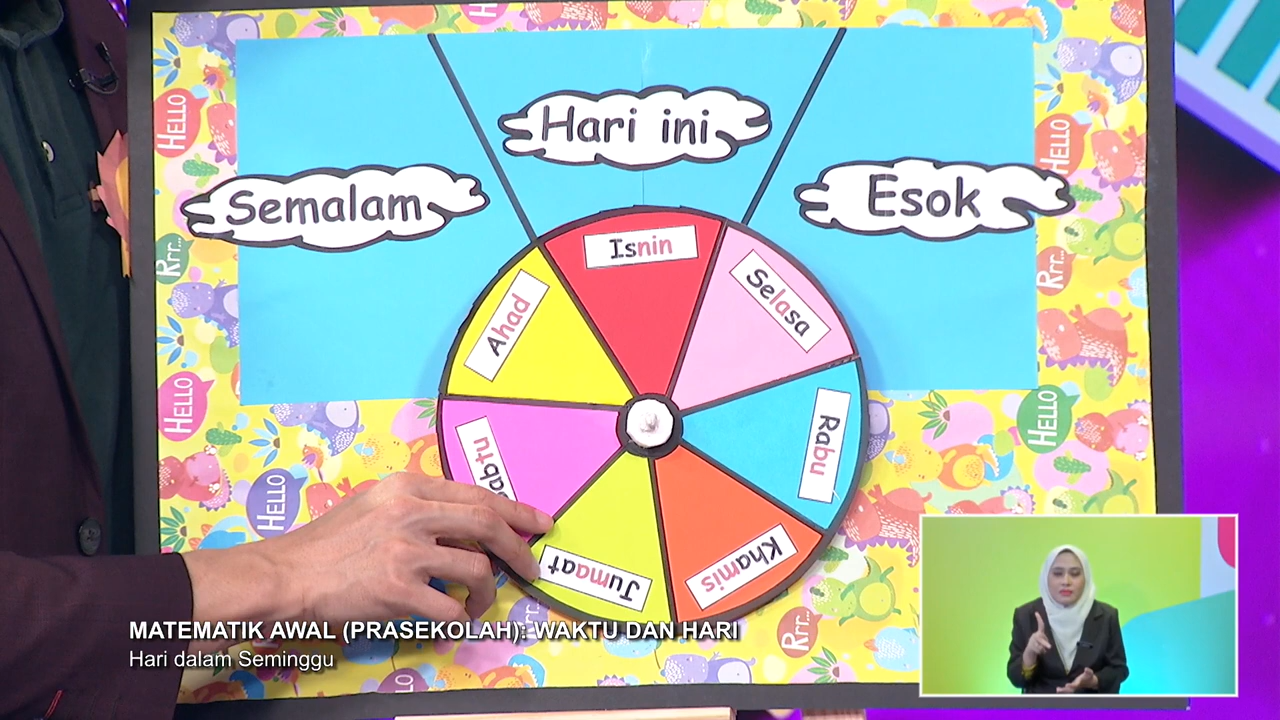 Hari ini
Semalam
Esok
Isnin
Selasa
Rabu
Khamis
Jumaat
Ahad
HELLO
HELLO
Rrr...
Rrr...
HELLO
HELLO
HELLO
Rrr...
MATEMATIK AWAL (PRASEKOLAH): WAKTU DAN HARI
Hari dalam Seminggu